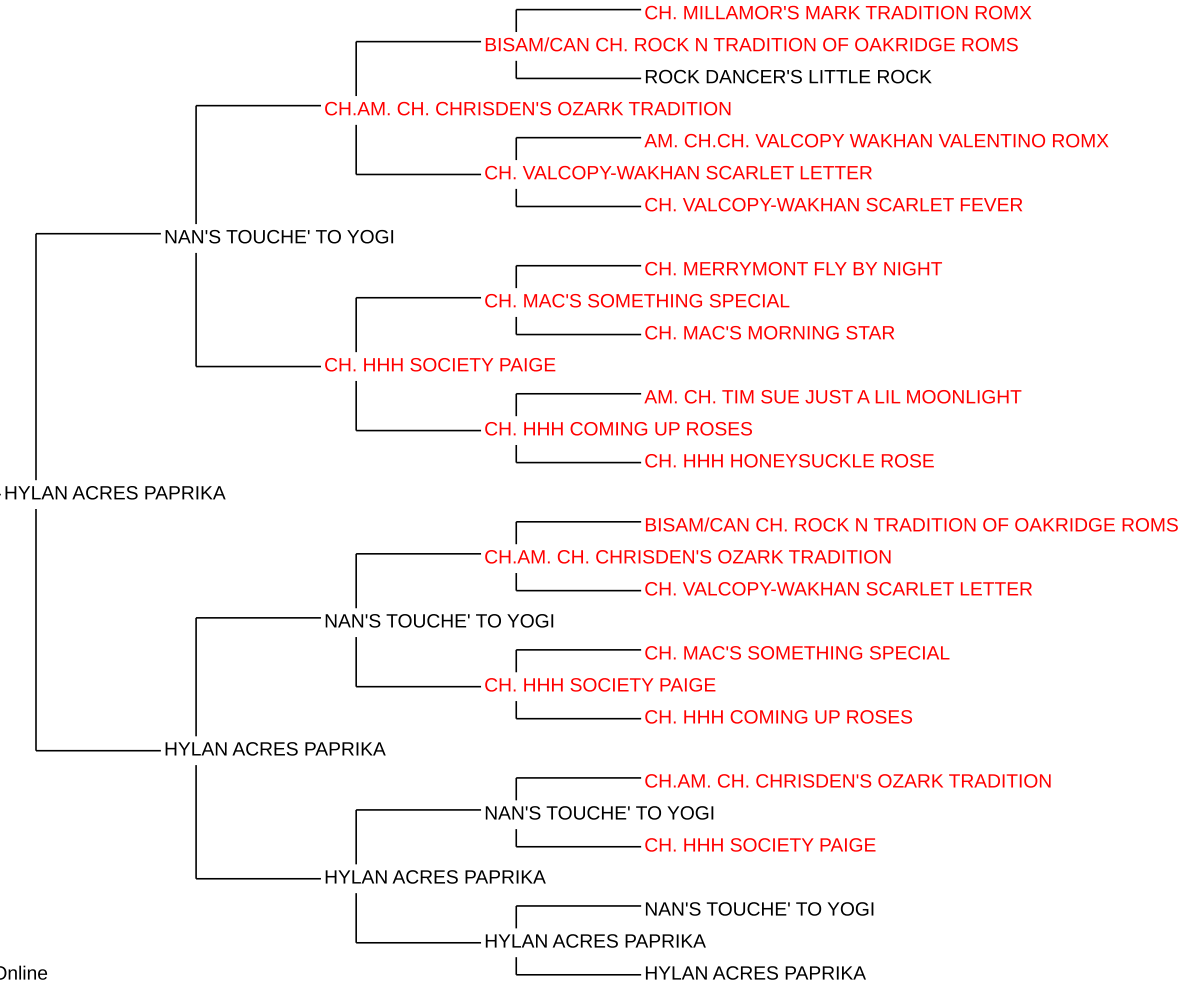 CH. MILLAMOR'S MARK TRADITION ROMX
BISAM/CAN CH. ROCK N TRADITION OF OAKRIDGE ROMS
ROCK DANCER'S LITTLE ROCK
CH.AM. CH. CHRISDEN'S OZARK TRADITION
AM. CH.CH. VALCOPY WAKHAN VALENTINO ROMX
CH. VALCOPY-WAKHAN SCARLET LETTER
CH. VALCOPY-WAKHAN SCARLET FEVER
NAN'S TOUCHE' TO YOGI
CH. MERRYMONT FLY BY NIGHT
CH. MAC'S SOMETHING SPECIAL
CH. MAC'S MORNING STAR
CH. HHH SOCIETY PAIGE
AM. CH. TIM SUE JUST A LIL MOONLIGHT
CH. HHH COMING UP ROSES
CH. HHH HONEYSUCKLE ROSE
HYLAN ACRES PAPRIKA
BISAM/CAN CH. ROCK N TRADITION OF OAKRIDGE ROMS
CH.AM. CH. CHRISDEN'S OZARK TRADITION
CH. VALCOPY-WAKHAN SCARLET LETTER
NAN'S TOUCHE' TO YOGI
CH. MAC'S SOMETHING SPECIAL
CH. HHH SOCIETY PAIGE
CH. HHH COMING UP ROSES
HYLAN ACRES PAPRIKA
CH.AM. CH. CHRISDEN'S OZARK TRADITION
NAN'S TOUCHE' TO YOGI
CH. HHH SOCIETY PAIGE
HYLAN ACRES PAPRIKA
NAN'S TOUCHE' TO YOGI
HYLAN ACRES PAPRIKA
HYLAN ACRES PAPRIKA
Online